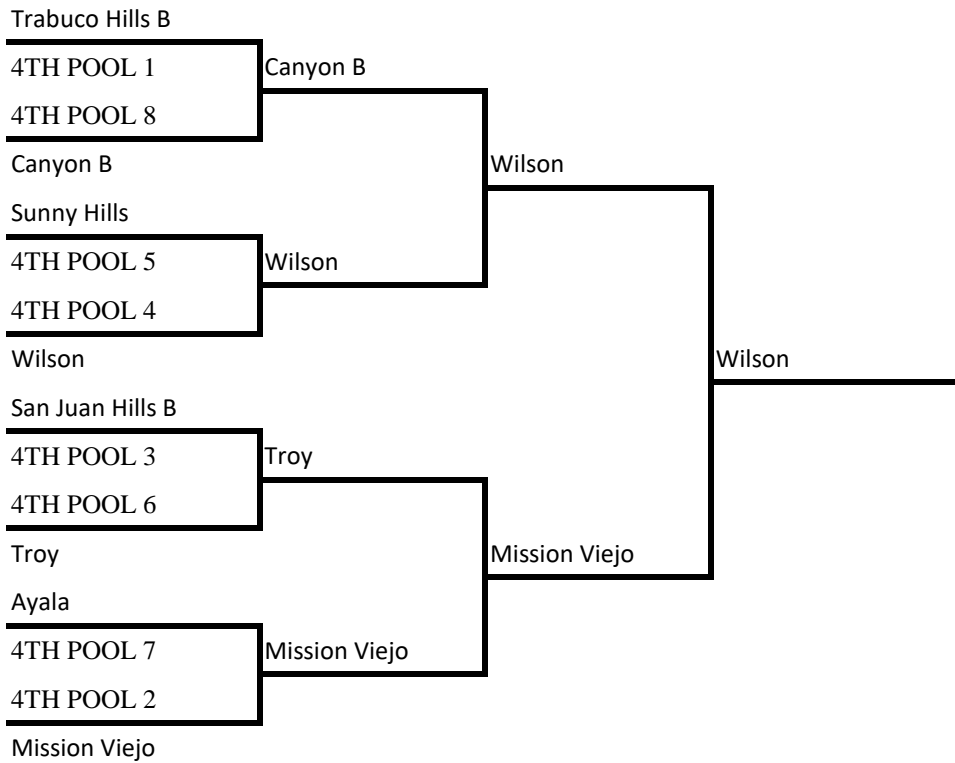 Trabuco Hills B
4TH POOL 1
Canyon B
4TH POOL 8
Canyon B
Wilson
Sunny Hills
4TH POOL 5
Wilson
4TH POOL 4
Wilson
Wilson
San Juan Hills B
4TH POOL 3
Troy
4TH POOL 6
Troy
Mission Viejo
Ayala
4TH POOL 7
Mission Viejo
4TH POOL 2
Mission Viejo